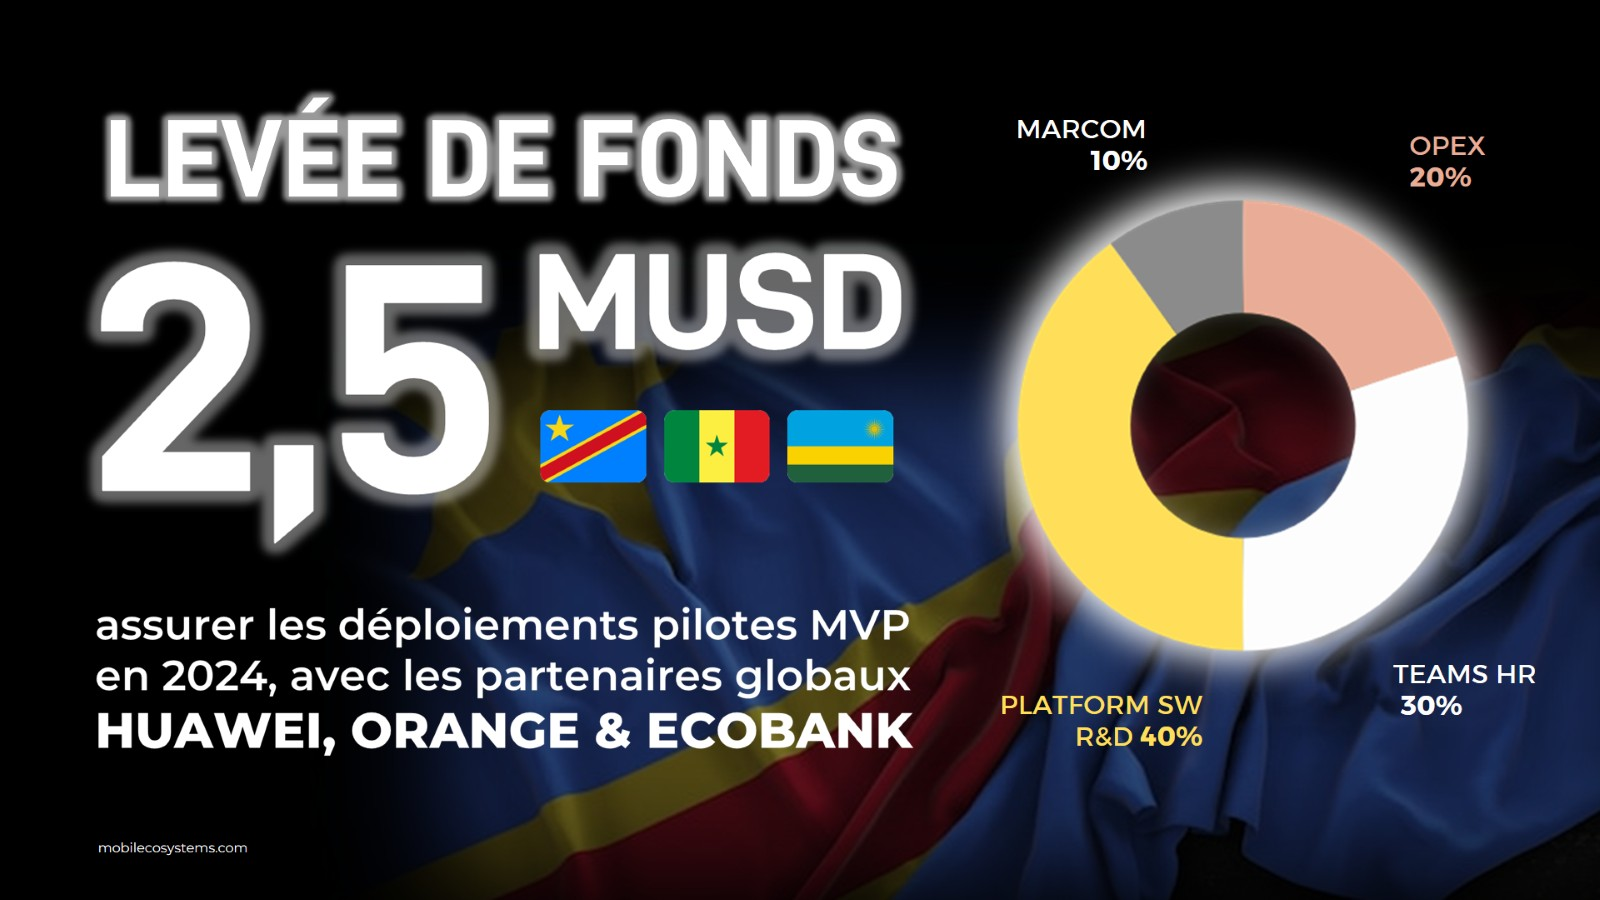 LEVÉE DE FONDS
2,5 MUSD
assurer les déploiements pilotes MVP
en 2024, avec les partenaires globaux
HUAWEI, ORANGE & ECOBANK
mobilecosystems.com
MARCOM
10%
OPEX
20%
PLATFORM SW
R&D 40%
TEAMS HR
30%